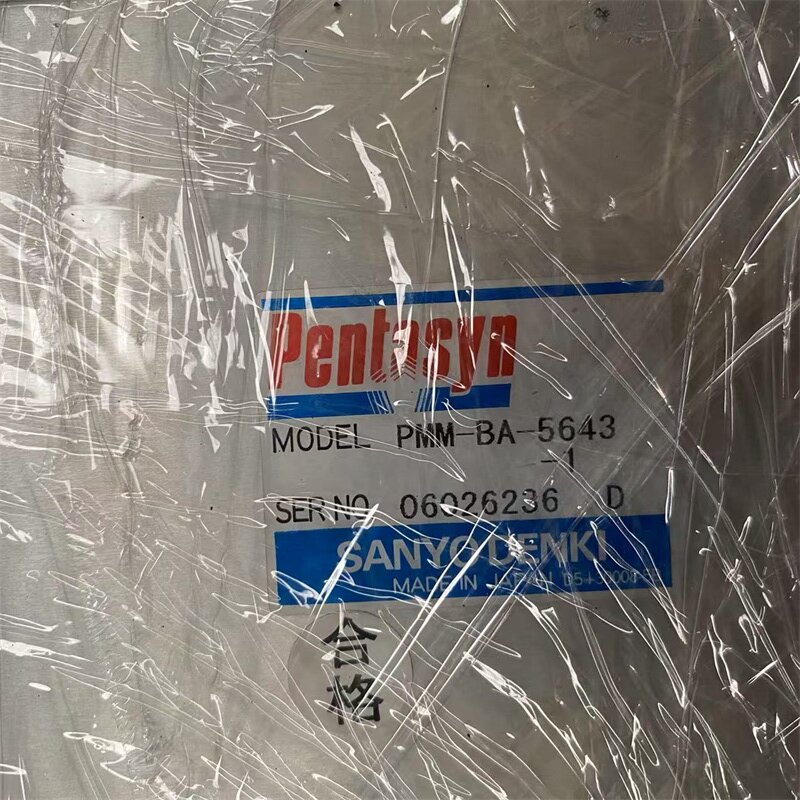 Pentasyn
MODEL PMM-BA-5643
-1
SER NO. 06026236 D
SANYO DENKI
MADE IN JAPAN
合
格